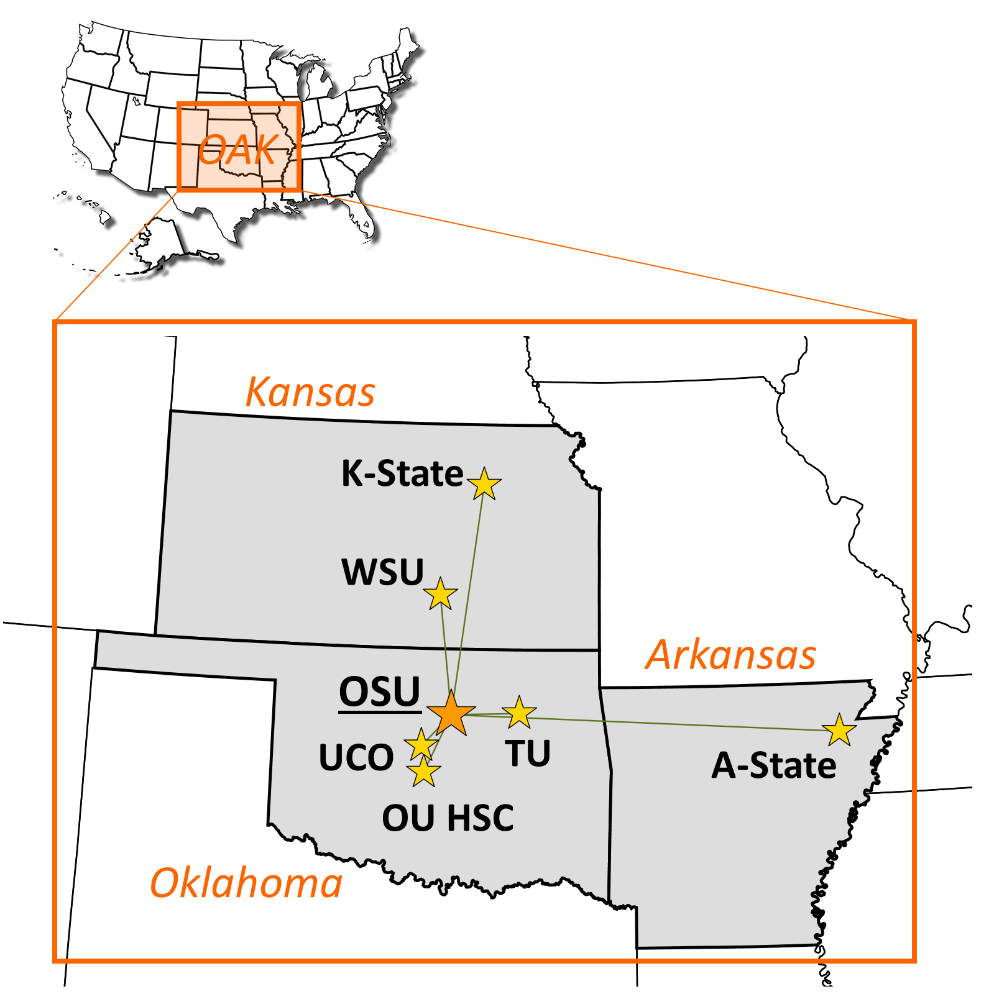 OAK
Kansas
K-State
WSU
Arkansas
OSU
UCO
TU
A-State
OU HSC
Oklahoma